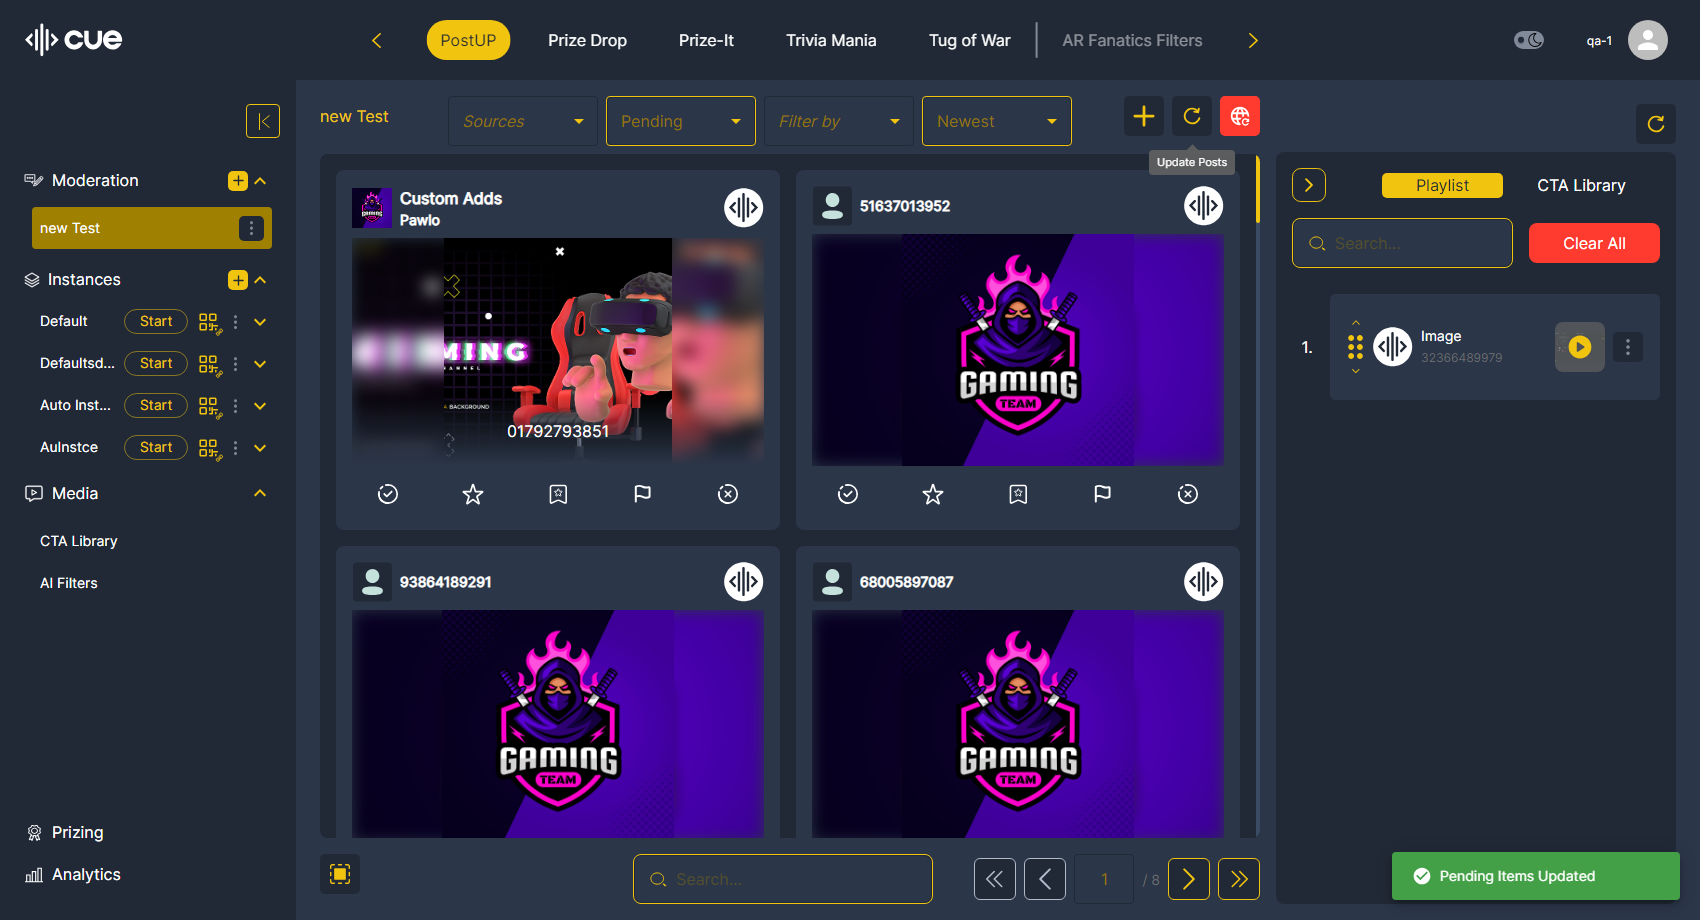 cue
PostUP
Prize Drop
Prize-It
Trivia Mania
Tug of War
AR Fanatics Filters
qa-1
Moderation
new Test
Instances
Default
Start
Defaultsd...
Start
Auto Inst...
Start
AuInstce
Start
Media
CTA Library
AI Filters
Prizing
Analytics
new Test
Sources
Pending
Filter by
Newest
Update Posts
Custom Adds
Pawlo
MING
BACKGROUND
01792793851
51637013952
GAMING
TEAM
93864189291
GAMING
TEAM
68005897087
GAMING
TEAM
Search...
1
/ 8
Playlist
CTA Library
Search...
Clear All
1.
Image
32366489979
Pending Items Updated